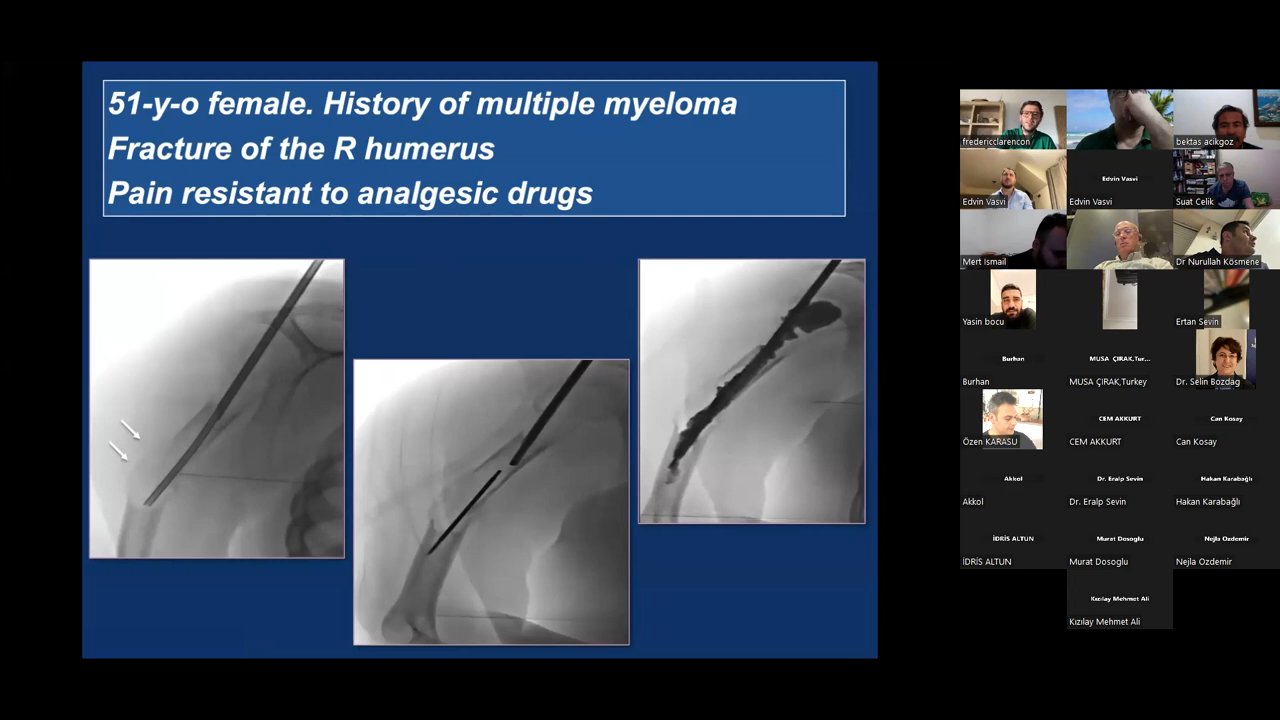 51-y-o female. History of multiple myeloma
Fracture of the R humerus
Pain resistant to analgesic drugs
fredericclarencon
bektas acikgoz
Edvin Vasvi
Edvin Vasvi
Edvin Vasvi
Suat Celik
Mert Ismail
Dr Nurullah Kösmene
Yasin bocu
Ertan Sevin
Burhan
Burhan
MUSA ÇIRAK,Tur...
MUSA ÇIRAK,Turkey
Dr. Selin Bozdag
Özen KARASU
CEM AKKURT
CEM AKKURT
Can Kosay
Can Kosay
Akkol
Akkol
Dr. Eralp Sevin
Dr. Eralp Sevin
Hakan Karabağlı
Hakan Karabağlı
İDRİS ALTUN
İDRİS ALTUN
Murat Dosoglu
Murat Dosoglu
Nejla Ozdemir
Nejla Ozdemir
Kızılay Mehmet Ali
Kızılay Mehmet Ali